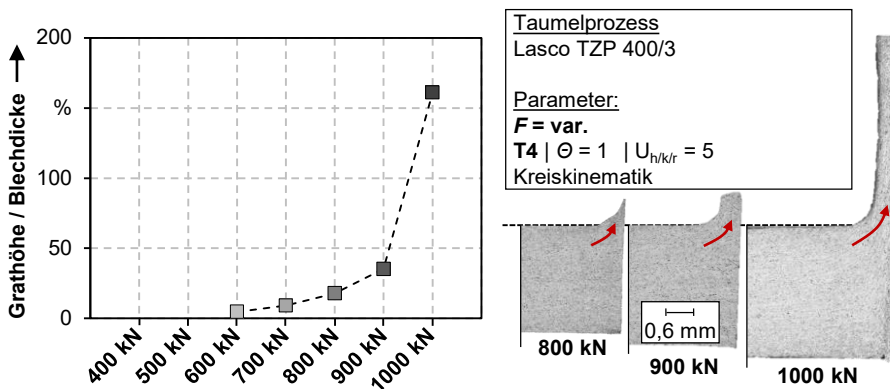 Grathöhe / Blechdicke
200
%
100
50
0
400 kN
500 kN
600 kN
700 kN
800 kN
900 kN
1000 kN
Taumelprozess
Lasco TZP 400/3
Parameter:
F = var.
T4 | Θ = 1 | Uh/k/r = 5
Kreiskinematik
0,6 mm
800 kN
900 kN
1000 kN